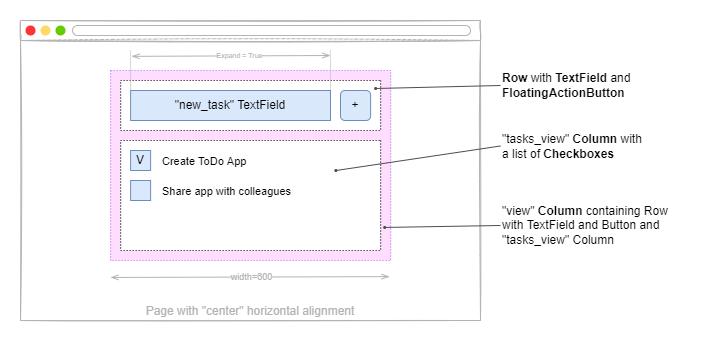 Expand = True
Row with TextField and
FloatingActionButton
"new_task" TextField
+
"tasks_view" Column with
a list of Checkboxes
V
Create ToDo App
Share app with colleagues
"view" Column containing Row
with TextField and Button and
"tasks_view" Column
width=600
Page with "center" horizontal alignment